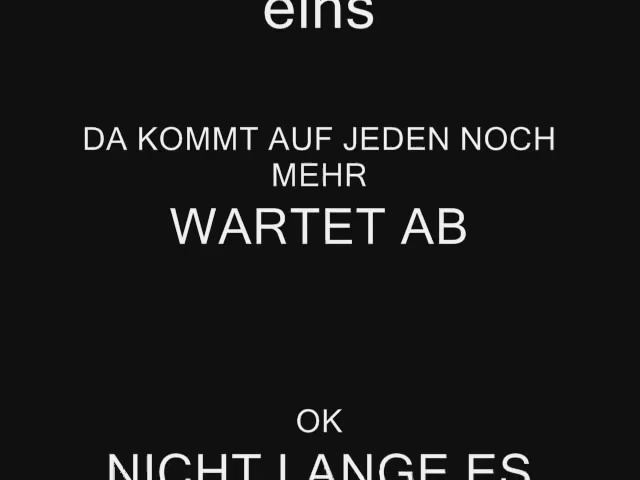 eins
DA KOMMT AUF JEDEN NOCH
MEHR
WARTET AB
OK
NICHT LANGE ES